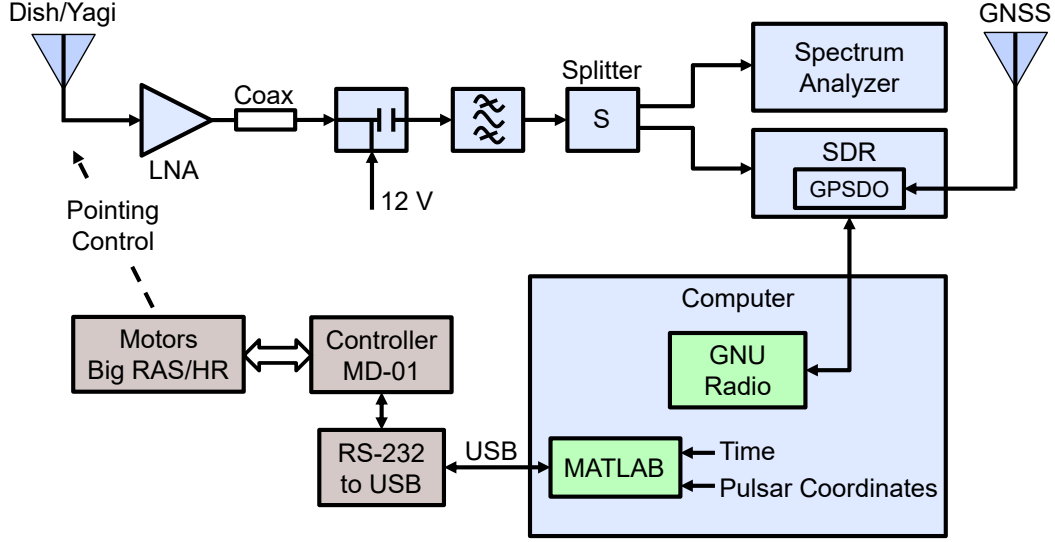 Dish/Yagi
GNSS
Splitter
Spectrum
Analyzer
Coax
S
LNA
12 V
SDR
GPSDO
Pointing
Control
Computer
Motors
Big RAS/HR
Controller
MD-01
GNU
Radio
RS-232
to USB
USB
MATLAB
Time
Pulsar Coordinates